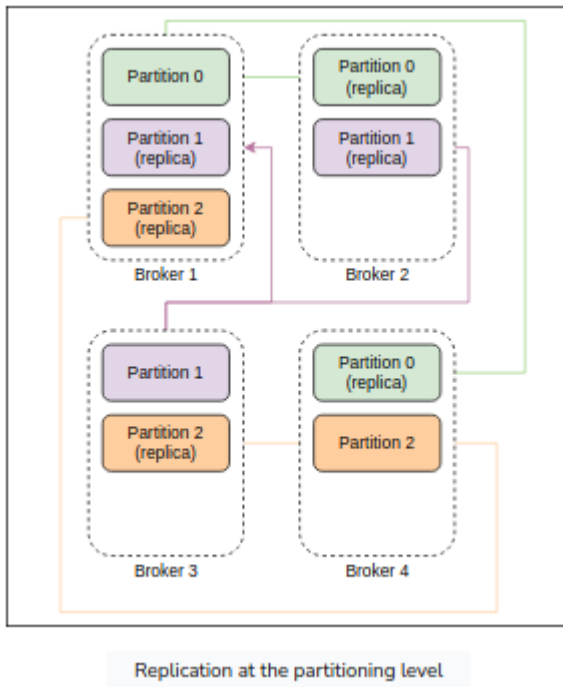 Partition 0
Partition 1
(replica)
Partition 2
(replica)
Broker 1
Partition 0
(replica)
Partition 1
(replica)
Broker 2
Partition 1
Partition 2
(replica)
Broker 3
Partition 0
(replica)
Partition 2
Broker 4
Replication at the partitioning level